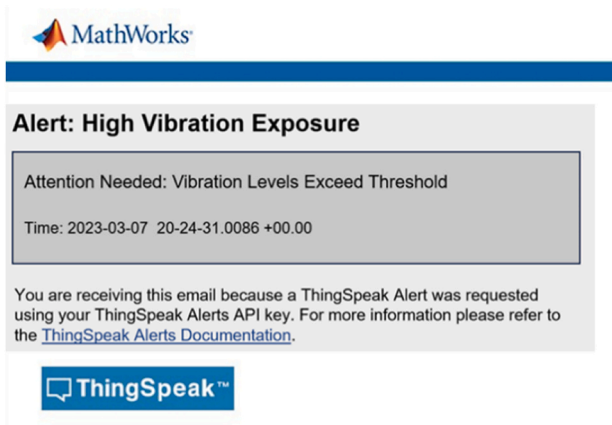 MathWorks
Alert: High Vibration Exposure
Attention Needed: Vibration Levels Exceed Threshold
Time: 2023-03-07 20-24-31.0086 +00.00
You are receiving this email because a ThingSpeak Alert was requested
using your ThingSpeak Alerts API key. For more information please refer to
the ThingSpeak Alerts Documentation.
ThingSpeak™